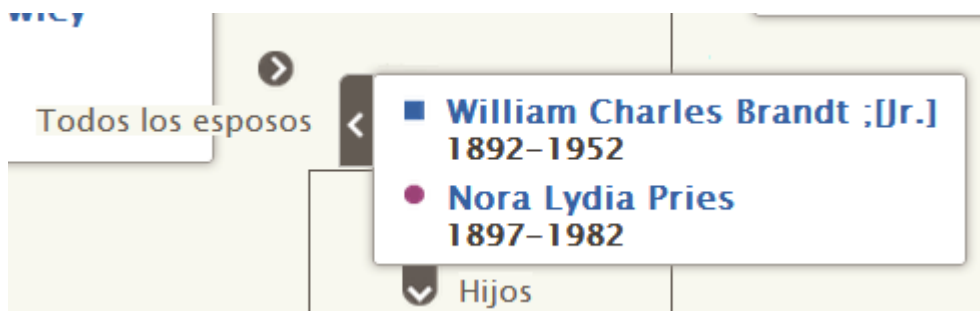 Todos los esposos
William Charles Brandt ;[Jr.]
1892–1952
Nora Lydia Pries
1897–1982
Hijos